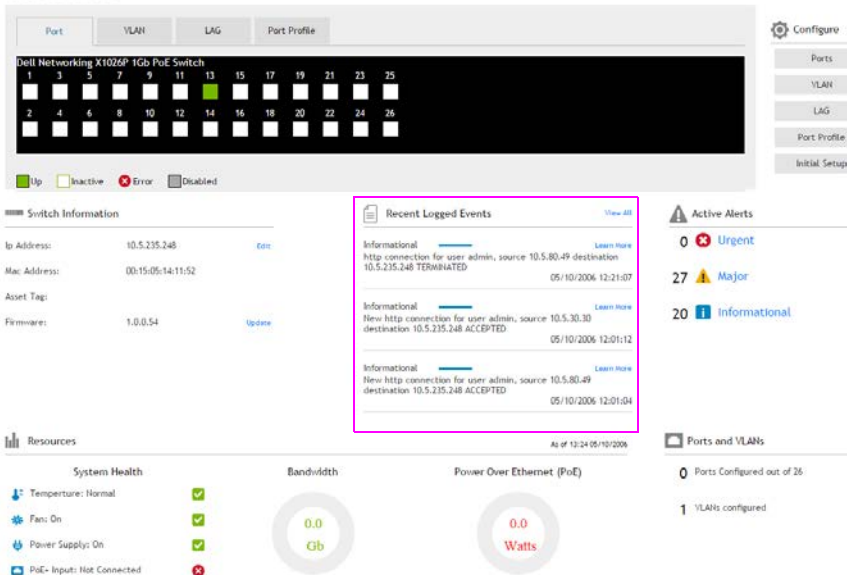 Port VLAN LAG Port Profile
Configure
Dell Networking X1026P 1Gb PoE Switch
1 3 5 7 9 11 13 15 17 19 21 23 25
2 4 6 8 10 12 14 16 18 20 22 24 26
Ports
VLAN
LAG
Port Profile
Initial Setup
Up Inactive Error Disabled
Switch Information
Ip Address: 10.5.235.248 Edit
Mac Address: 00:15:05:14:11:52
Asset Tag:
Firmware: 1.0.0.54 Update
Recent Logged Events View All
Informational Learn More
http connection for user admin, source 10.5.80.49 destination
10.5.235.248 TERMINATED
05/10/2006 12:21:07
Informational Learn More
New http connection for user admin, source 10.5.30.30
destination 10.5.235.248 ACCEPTED
05/10/2006 12:01:12
Informational Learn More
New http connection for user admin, source 10.5.80.49
destination 10.5.235.248 ACCEPTED
05/10/2006 12:01:04
Active Alerts
0 Urgent
27 Major
20 Informational
Resources As of 13:24 05/10/2006
System Health
Temperture: Normal
Fan: On
Power Supply: On
PoE+ Input: Not Connected
Bandwidth
0.0
Gb
Power Over Ethernet (PoE)
0.0
Watts
Ports and VLANs
0 Ports Configured out of 26
1 VLANs configured